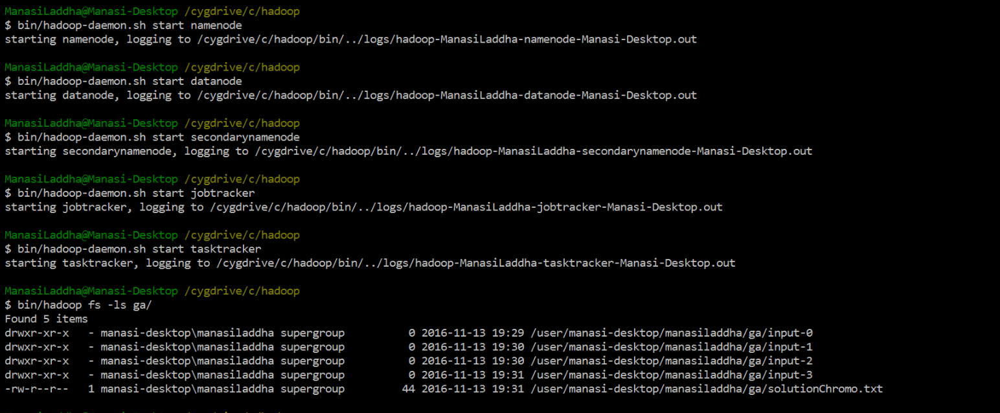 ManasiLaddha@Manasi-Desktop /cygdrive/c/hadoop
$ bin/hadoop-daemon.sh start namenode
starting namenode, logging to /cygdrive/c/hadoop/bin/../logs/hadoop-ManasiLaddha-namenode-Manasi-Desktop.out
ManasiLaddha@Manasi-Desktop /cygdrive/c/hadoop
$ bin/hadoop-daemon.sh start datanode
starting datanode, logging to /cygdrive/c/hadoop/bin/../logs/hadoop-ManasiLaddha-datanode-Manasi-Desktop.out
ManasiLaddha@Manasi-Desktop /cygdrive/c/hadoop
$ bin/hadoop-daemon.sh start secondarynamenode
starting secondarynamenode, logging to /cygdrive/c/hadoop/bin/../logs/hadoop-ManasiLaddha-secondarynamenode-Manasi-Desktop.out
ManasiLaddha@Manasi-Desktop /cygdrive/c/hadoop
$ bin/hadoop-daemon.sh start jobtracker
starting jobtracker, logging to /cygdrive/c/hadoop/bin/../logs/hadoop-ManasiLaddha-jobtracker-Manasi-Desktop.out
ManasiLaddha@Manasi-Desktop /cygdrive/c/hadoop
$ bin/hadoop-daemon.sh start tasktracker
starting tasktracker, logging to /cygdrive/c/hadoop/bin/../logs/hadoop-ManasiLaddha-tasktracker-Manasi-Desktop.out
ManasiLaddha@Manasi-Desktop /cygdrive/c/hadoop
$ bin/hadoop fs -ls ga/
Found 5 items
drwxr-xr-x   - manasi-desktop\manasiladdha supergroup          0 2016-11-13 19:29 /user/manasi-desktop/manasiladdha/ga/input-0
drwxr-xr-x   - manasi-desktop\manasiladdha supergroup          0 2016-11-13 19:30 /user/manasi-desktop/manasiladdha/ga/input-1
drwxr-xr-x   - manasi-desktop\manasiladdha supergroup          0 2016-11-13 19:30 /user/manasi-desktop/manasiladdha/ga/input-2
drwxr-xr-x   - manasi-desktop\manasiladdha supergroup          0 2016-11-13 19:31 /user/manasi-desktop/manasiladdha/ga/input-3
-rw-r--r--   1 manasi-desktop\manasiladdha supergroup         44 2016-11-13 19:31 /user/manasi-desktop/manasiladdha/ga/solutionChromo.txt